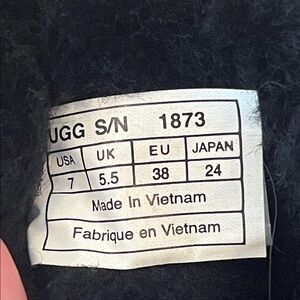 UGG S/N 1873
USA UK EU JAPAN
7 5.5 38 24
Made In Vietnam
Fabrique en Vietnam